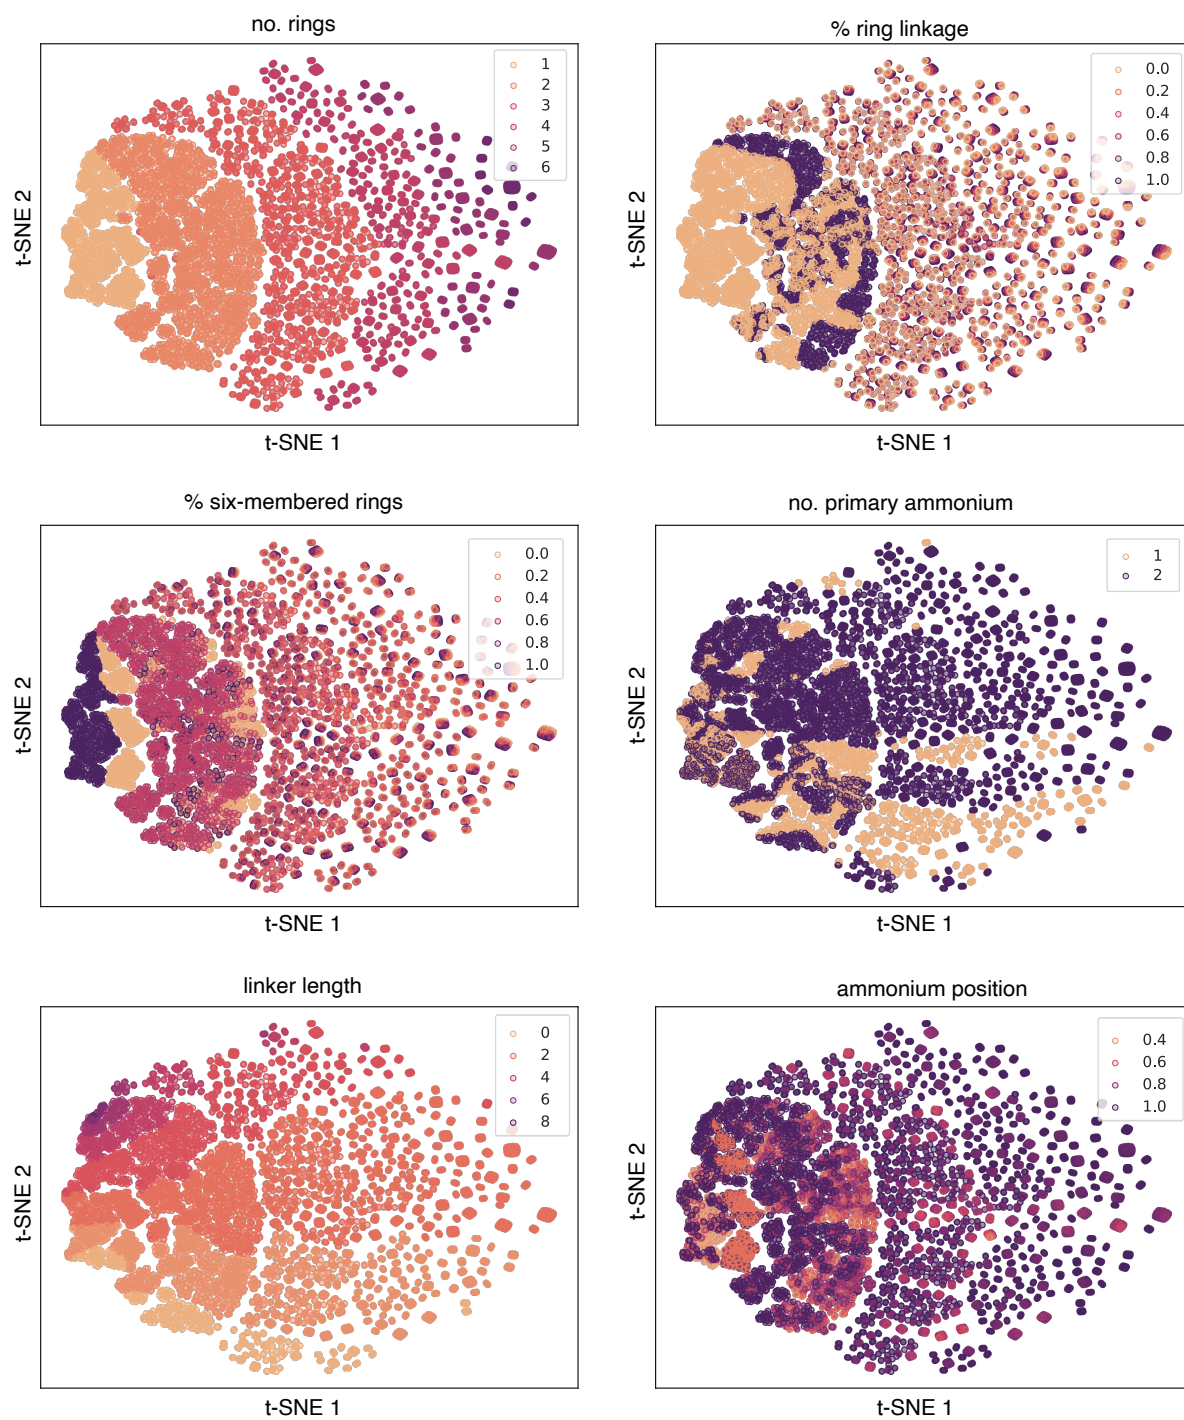 no. rings
1
2
3
4
5
6
t-SNE 2
t-SNE 1
% ring linkage
0.0
0.2
0.4
0.6
0.8
1.0
t-SNE 2
t-SNE 1
% six-membered rings
0.0
0.2
0.4
0.6
0.8
1.0
t-SNE 2
t-SNE 1
no. primary ammonium
1
2
t-SNE 2
t-SNE 1
linker length
0
2
4
6
8
t-SNE 2
t-SNE 1
ammonium position
0.4
0.6
0.8
1.0
t-SNE 2
t-SNE 1